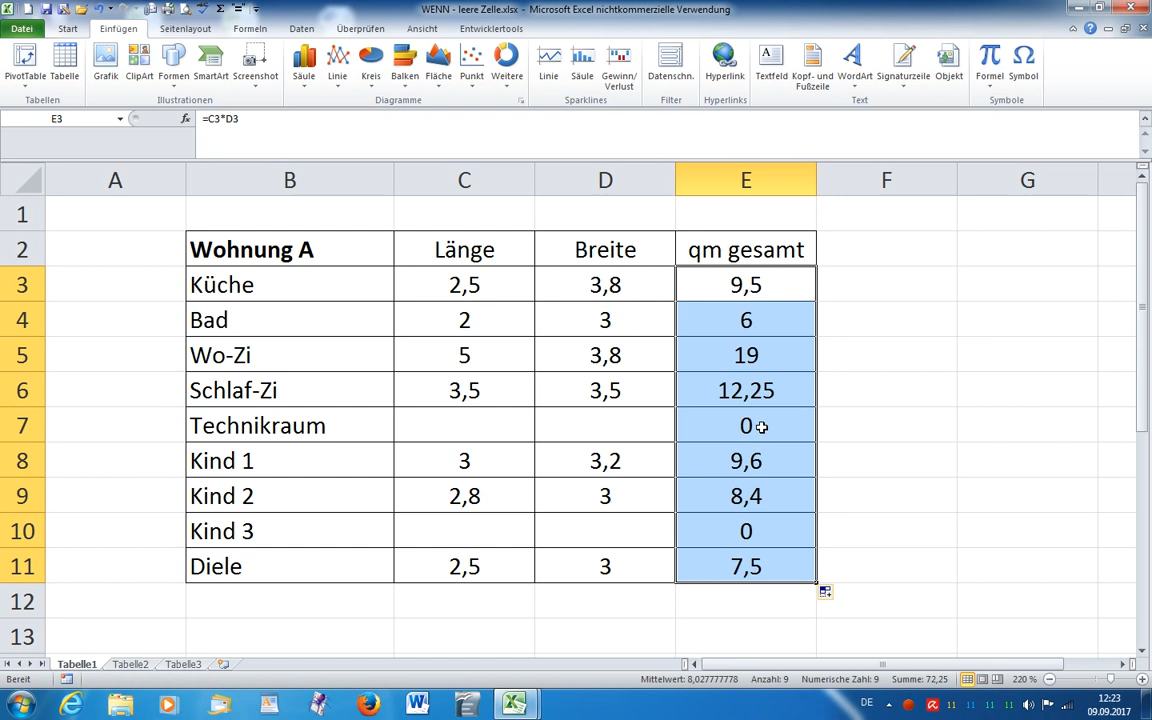 WENN - leere Zelle.xlsx - Microsoft Excel nichtkommerzielle Verwendung
Datei Start Einfügen Seitenlayout Formeln Daten Überprüfen Ansicht Entwicklertools
PivotTable Tabelle Grafik ClipArt Formen SmartArt Screenshot Säule Linie Kreis Balken Fläche Punkt Weitere Linie Säule Gewinn/ Datenschn. Hyperlink Textfeld Kopf- und WordArt Signaturzeile Objekt Formel Symbol
Verlust Fußzeile
Tabellen Illustrationen Diagramme Sparklines Filter Hyperlinks Text Symbole
E3 fx =C3*D3
A B C D E F G
1
2 Wohnung A Länge Breite qm gesamt
3 Küche 2,5 3,8 9,5
4 Bad 2 3 6
5 Wo-Zi 5 3,8 19
6 Schlaf-Zi 3,5 3,5 12,25
7 Technikraum 0
8 Kind 1 3 3,2 9,6
9 Kind 2 2,8 3 8,4
10 Kind 3 0
11 Diele 2,5 3 7,5
12
13
Tabelle1 Tabelle2 Tabelle3
Bereit Mittelwert: 8,027777778 Anzahl: 9 Numerische Zahl: 9 Summe: 72,25 220 %
DE 11 11 11 11 12:23
09.09.2017